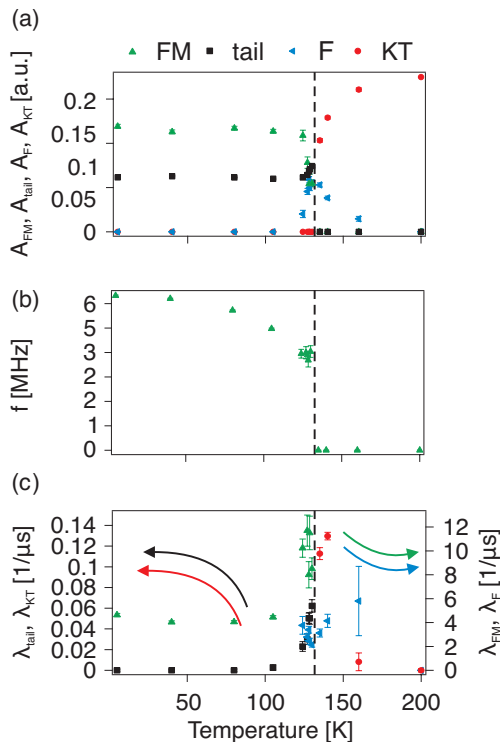 (a)
FM tail F KT
A_FM, A_tail, A_F, A_KT [a.u.]
0.2
0.15
0.1
0.05
0
(b)
f [MHz]
6
5
3
2
0
(c)
λ_tail, λ_KT [1/µs]
0.14
0.12
0.1
0.08
0.06
0.04
0.02
0
12
10
8
6
4
2
0
λ_FM, λ_F [1/µs]
50 100 150 200
Temperature [K]